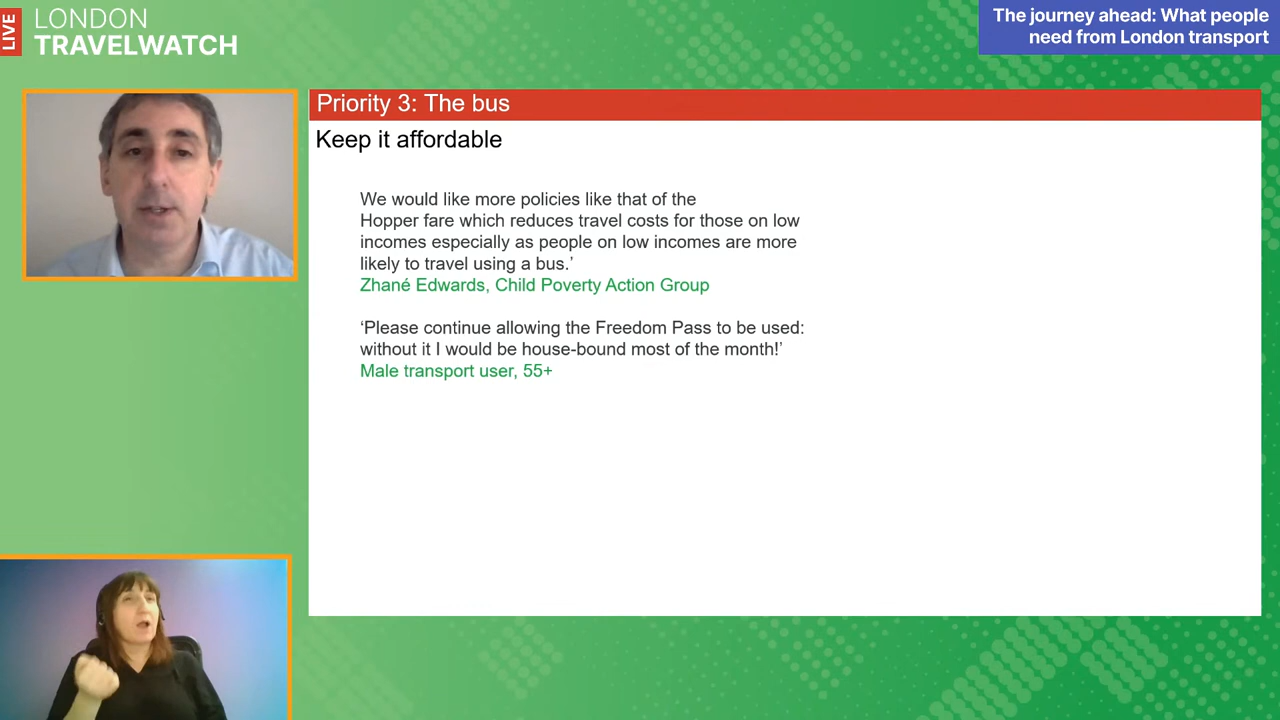 LIVE
LONDON
TRAVELWATCH
The journey ahead: What people
need from London transport
Priority 3: The bus
Keep it affordable
We would like more policies like that of the
Hopper fare which reduces travel costs for those on low
incomes especially as people on low incomes are more
likely to travel using a bus.’
Zhané Edwards, Child Poverty Action Group
‘Please continue allowing the Freedom Pass to be used:
without it I would be house-bound most of the month!’
Male transport user, 55+